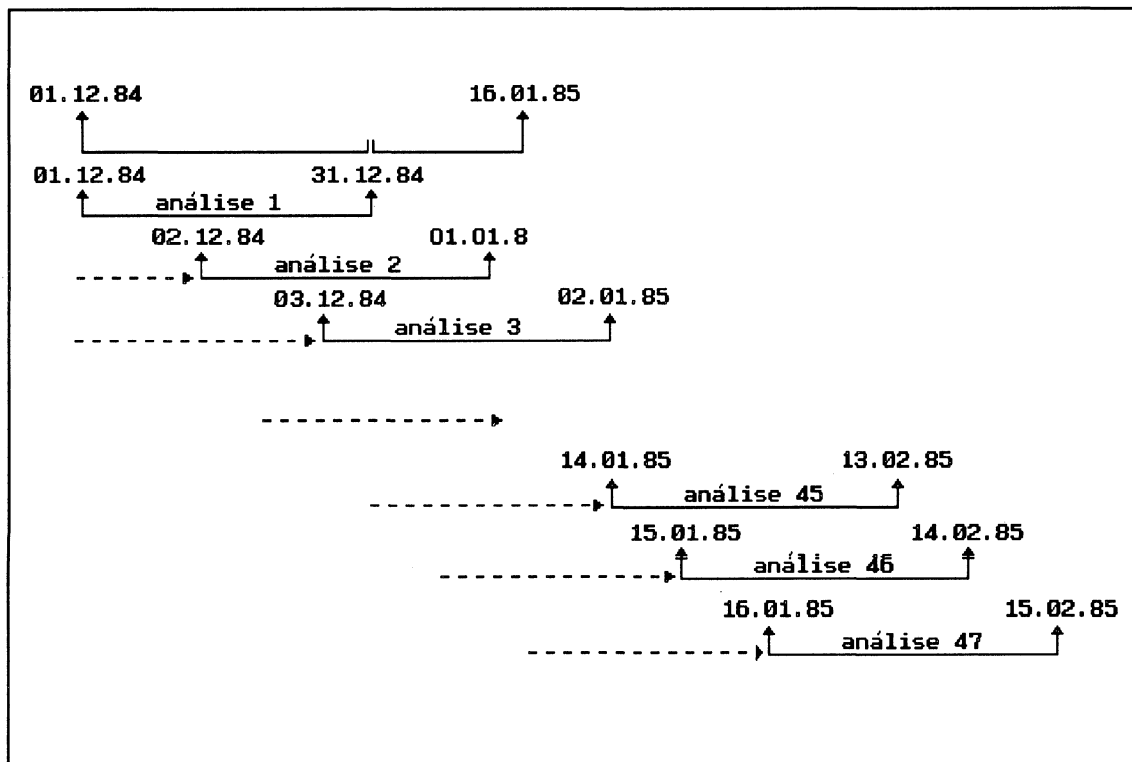 01.12.84 16.01.85
01.12.84 31.12.84
análise 1
02.12.84 01.01.8
análise 2
03.12.84 02.01.85
análise 3
14.01.85 13.02.85
análise 45
15.01.85 14.02.85
análise 46
16.01.85 15.02.85
análise 47